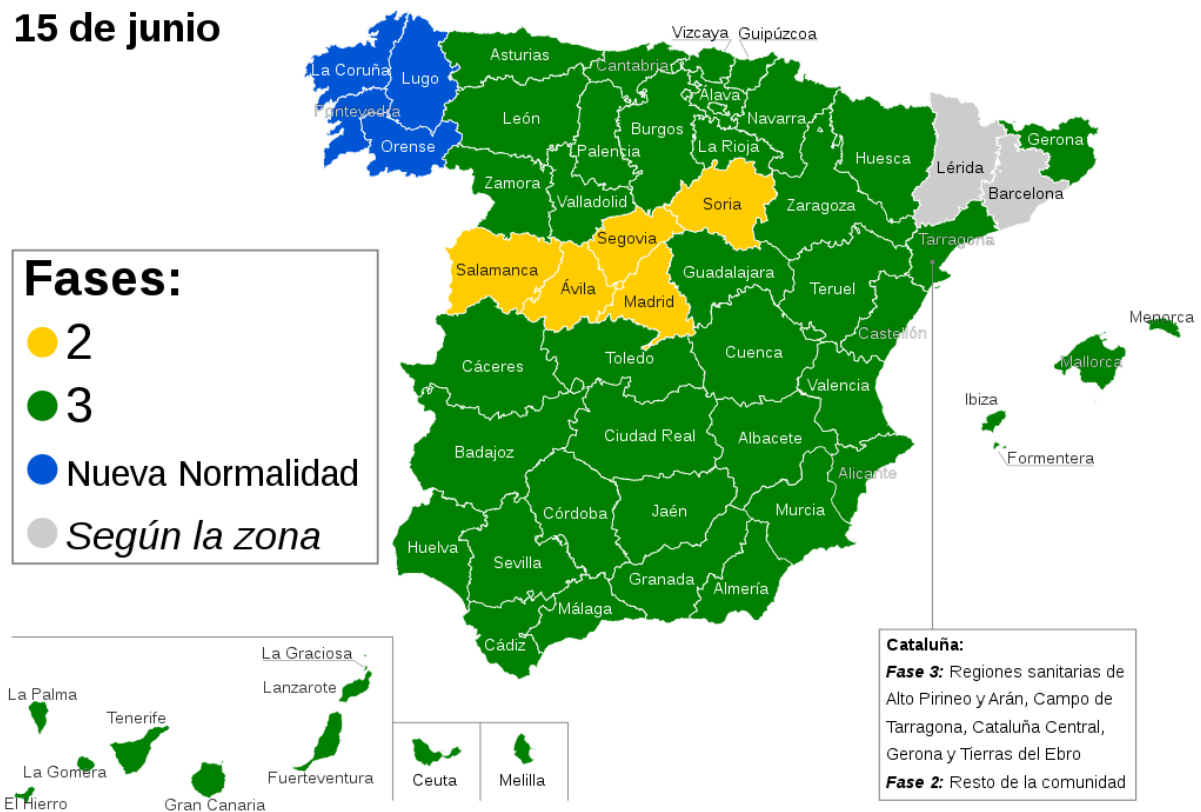 15 de junio
Vizcaya
Guipúzcoa
Asturias
Cantabria
La Coruña
Lugo
Álava
Pontevedra
León
Burgos
Navarra
Orense
Palencia
La Rioja
Huesca
Gerona
Lérida
Zamora
Valladolid
Soria
Zaragoza
Barcelona
Segovia
Tarragona
Salamanca
Ávila
Madrid
Guadalajara
Teruel
Castellón
Menorca
Mallorca
Cáceres
Toledo
Cuenca
Valencia
Ibiza
Formentera
Badajoz
Ciudad Real
Albacete
Alicante
Córdoba
Jaén
Murcia
Huelva
Sevilla
Granada
Almería
Málaga
Cádiz
Fases:
2
3
Nueva Normalidad
Según la zona
La Graciosa
Lanzarote
La Palma
Tenerife
La Gomera
Fuerteventura
El Hierro
Gran Canaria
Ceuta
Melilla
Cataluña:
Fase 3: Regiones sanitarias de
Alto Pirineo y Arán, Campo de
Tarragona, Cataluña Central,
Gerona y Tierras del Ebro
Fase 2: Resto de la comunidad